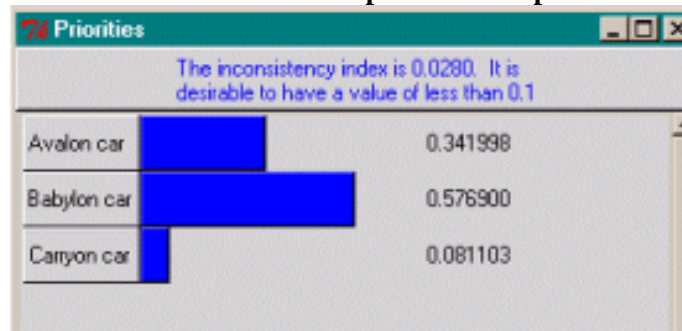 Priorities
The inconsistency index is 0.0280. It is
desirable to have a value of less than 0.1
Avalon car 0.341998
Babylon car 0.576900
Carryon car 0.081103